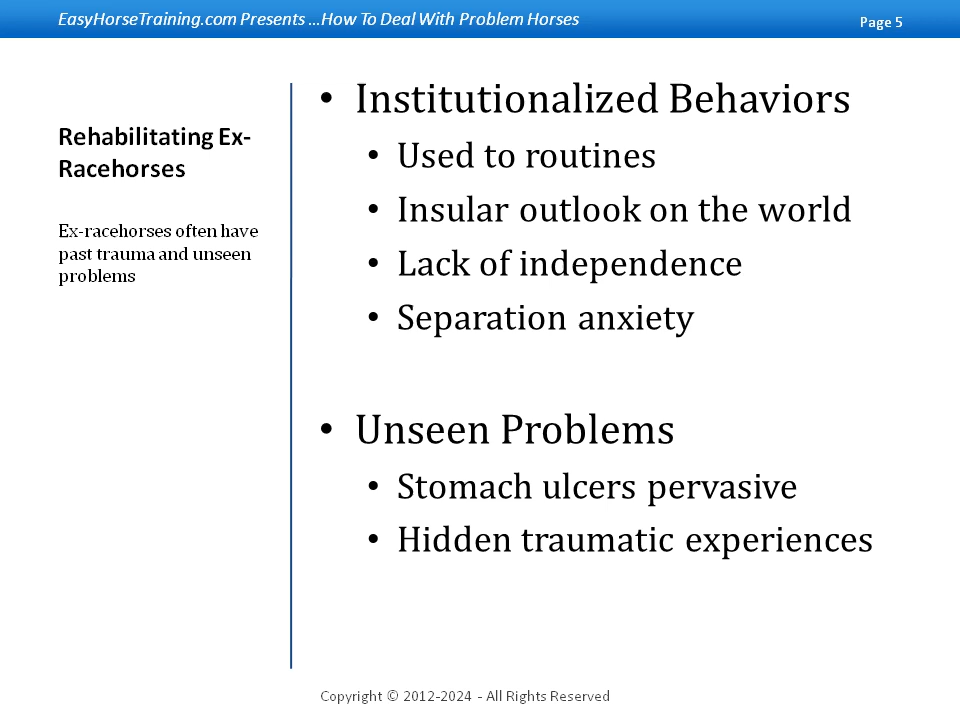 EasyHorseTraining.com Presents ...How To Deal With Problem Horses
Page 5
Rehabilitating Ex-
Racehorses
Ex-racehorses often have
past trauma and unseen
problems
• Institutionalized Behaviors
• Used to routines
• Insular outlook on the world
• Lack of independence
• Separation anxiety
• Unseen Problems
• Stomach ulcers pervasive
• Hidden traumatic experiences
Copyright © 2012-2024 - All Rights Reserved